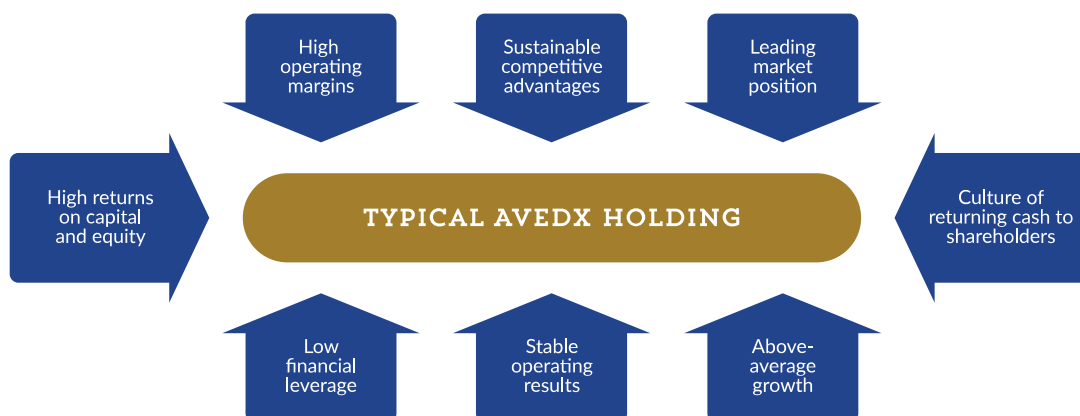 High
operating
margins
Sustainable
competitive
advantages
Leading
market
position
High returns
on capital
and equity
TYPICAL AVEDX HOLDING
Culture of
returning cash to
shareholders
Low
financial
leverage
Stable
operating
results
Above-
average
growth